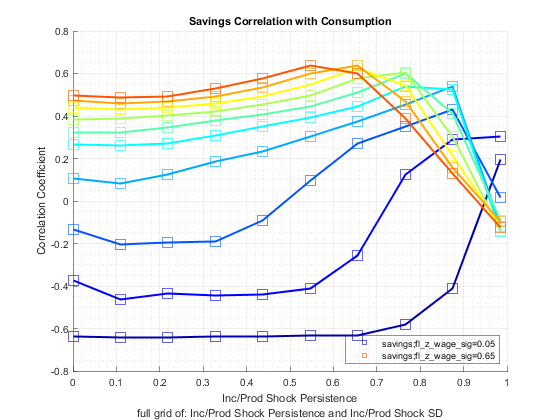 Savings Correlation with Consumption
0.8
0.6
0.4
0.2
0
-0.2
-0.4
-0.6
-0.8
Correlation Coefficient
savings;fl_z_wage_sig=0.05
savings;fl_z_wage_sig=0.65
0 0.1 0.2 0.3 0.4 0.5 0.6 0.7 0.8 0.9 1
Inc/Prod Shock Persistence
full grid of: Inc/Prod Shock Persistence and Inc/Prod Shock SD